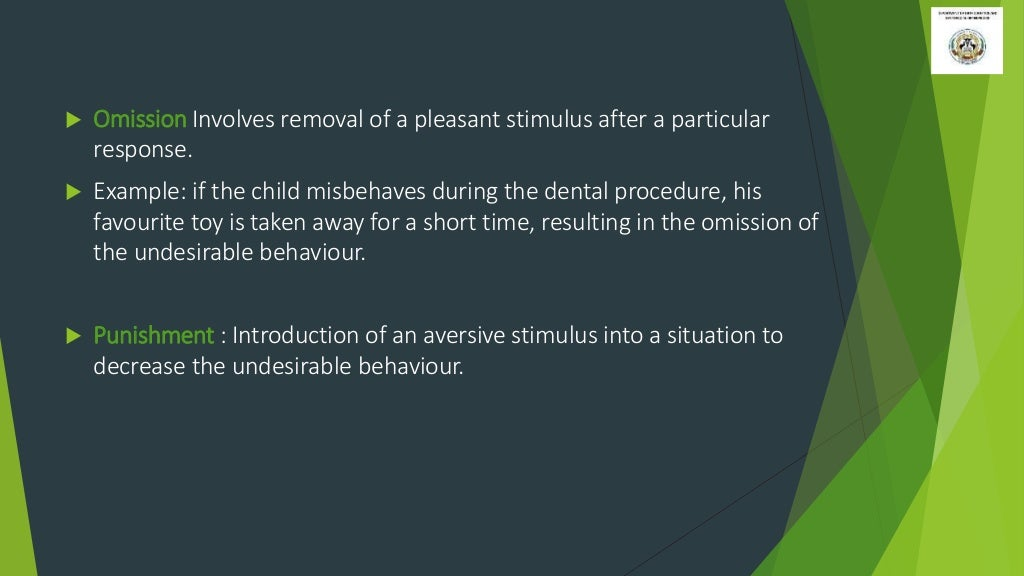 Omission Involves removal of a pleasant stimulus after a particular
response.
Example: if the child misbehaves during the dental procedure, his
favourite toy is taken away for a short time, resulting in the omission of
the undesirable behaviour.
Punishment : Introduction of an aversive stimulus into a situation to
decrease the undesirable behaviour.